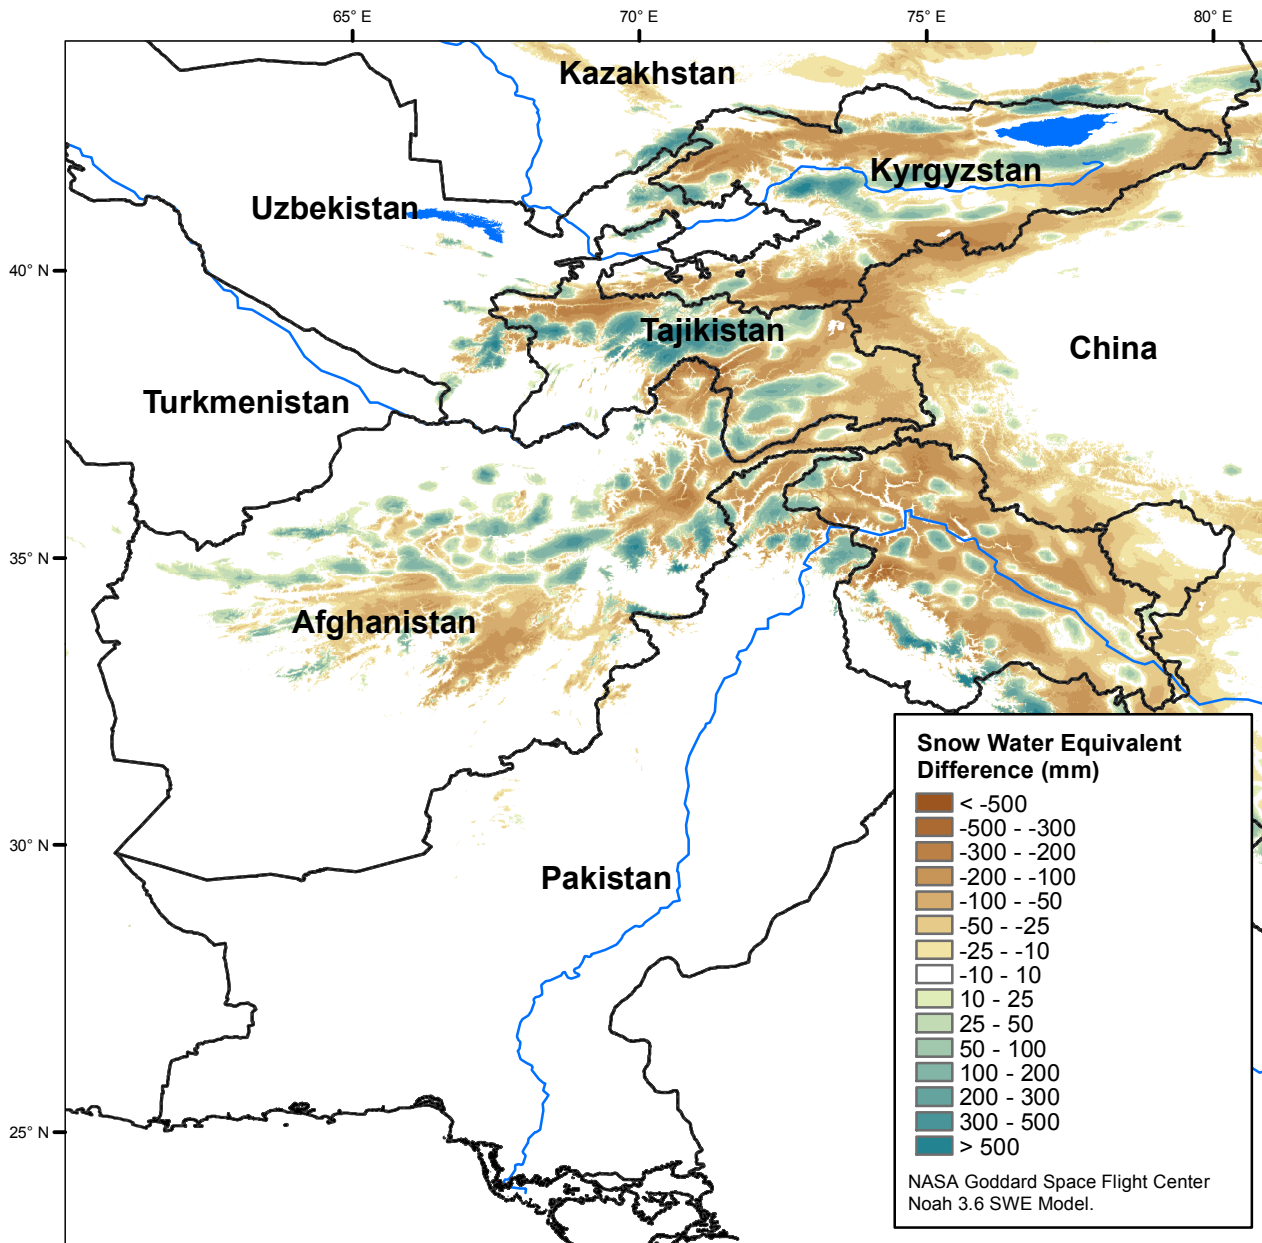 65° E
70° E
75° E
80° E
Kazakhstan
Kyrgyzstan
Uzbekistan
40° N
Tajikistan
China
Turkmenistan
35° N
Afghanistan
Snow Water Equivalent
Difference (mm)
< -500
-500 - -300
-300 - -200
-200 - -100
-100 - -50
-50 - -25
-25 - -10
-10 - 10
10 - 25
25 - 50
50 - 100
100 - 200
200 - 300
300 - 500
> 500
NASA Goddard Space Flight Center
Noah 3.6 SWE Model.
30° N
Pakistan
25° N